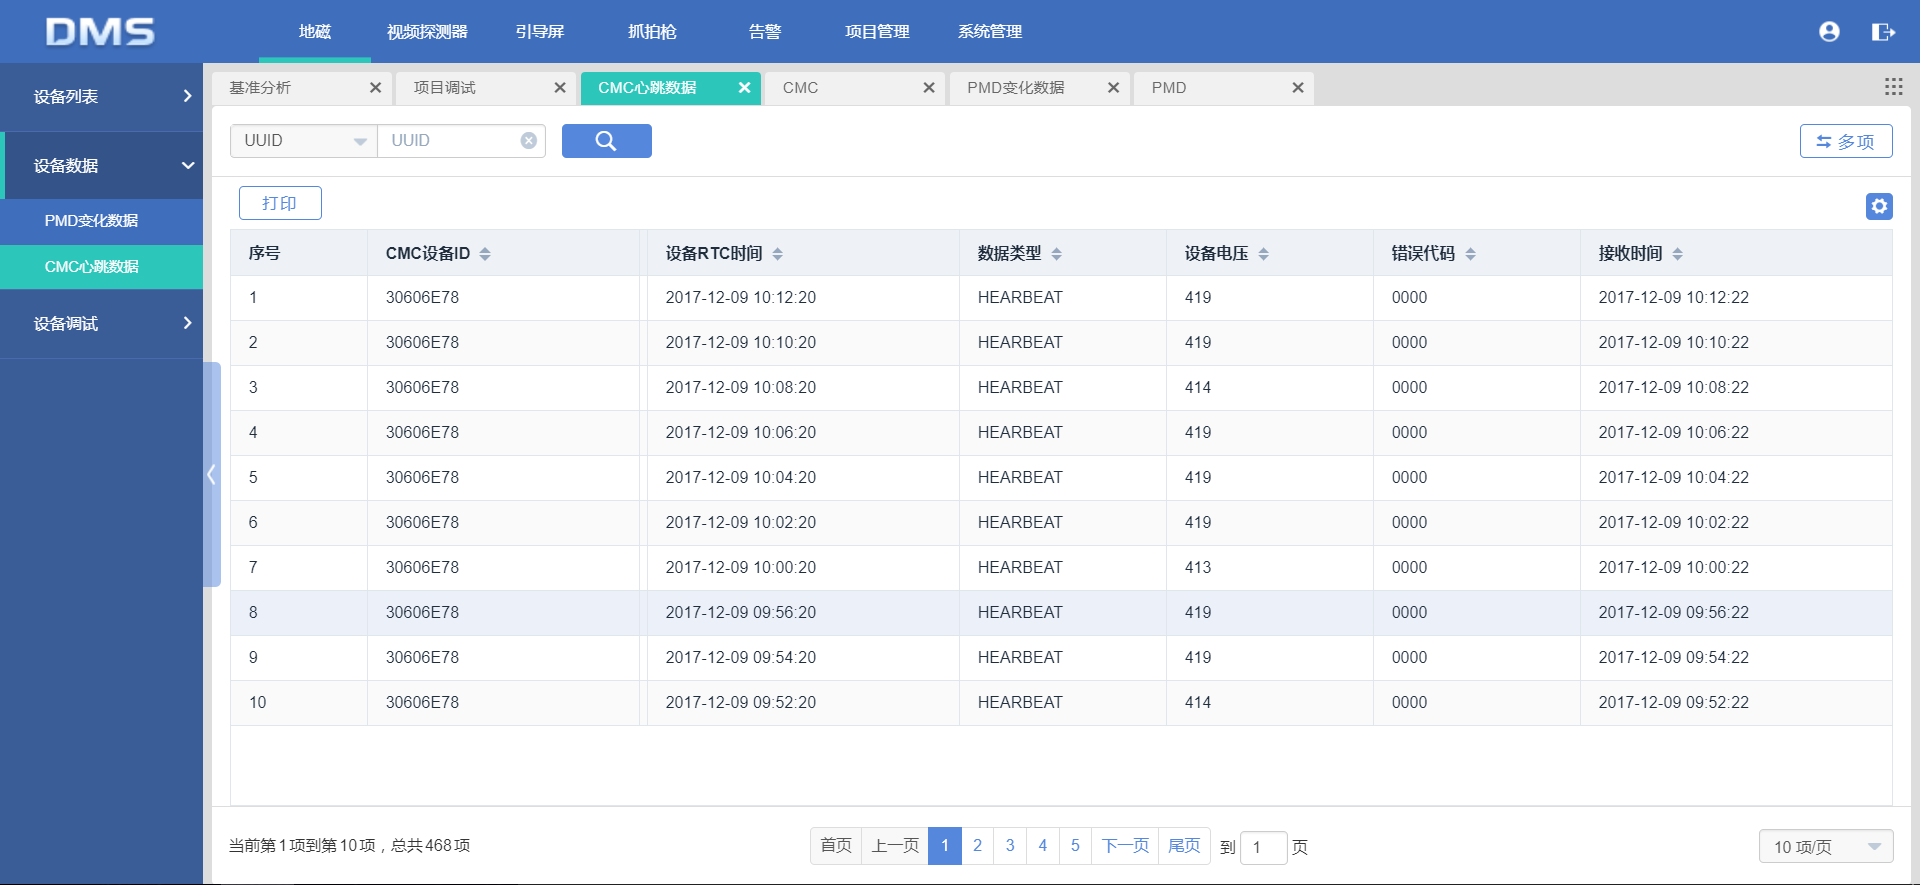 DMS
地磁 视频探测器 引导屏 抓拍枪 告警 项目管理 系统管理
设备列表
设备数据
PMD变化数据
CMC心跳数据
设备调试
基准分析 项目调试 CMC心跳数据 CMC PMD变化数据 PMD
UUID UUID 多项
打印
序号 CMC设备ID 设备RTC时间 数据类型 设备电压 错误代码 接收时间
1 30606E78 2017-12-09 10:12:20 HEARBEAT 419 0000 2017-12-09 10:12:22
2 30606E78 2017-12-09 10:10:20 HEARBEAT 419 0000 2017-12-09 10:10:22
3 30606E78 2017-12-09 10:08:20 HEARBEAT 414 0000 2017-12-09 10:08:22
4 30606E78 2017-12-09 10:06:20 HEARBEAT 419 0000 2017-12-09 10:06:22
5 30606E78 2017-12-09 10:04:20 HEARBEAT 419 0000 2017-12-09 10:04:22
6 30606E78 2017-12-09 10:02:20 HEARBEAT 419 0000 2017-12-09 10:02:22
7 30606E78 2017-12-09 10:00:20 HEARBEAT 413 0000 2017-12-09 10:00:22
8 30606E78 2017-12-09 09:56:20 HEARBEAT 419 0000 2017-12-09 09:56:22
9 30606E78 2017-12-09 09:54:20 HEARBEAT 419 0000 2017-12-09 09:54:22
10 30606E78 2017-12-09 09:52:20 HEARBEAT 414 0000 2017-12-09 09:52:22
当前第1项到第10项，总共468项 首页 上一页 1 2 3 4 5 下一页 尾页 到 1 页 10 项/页